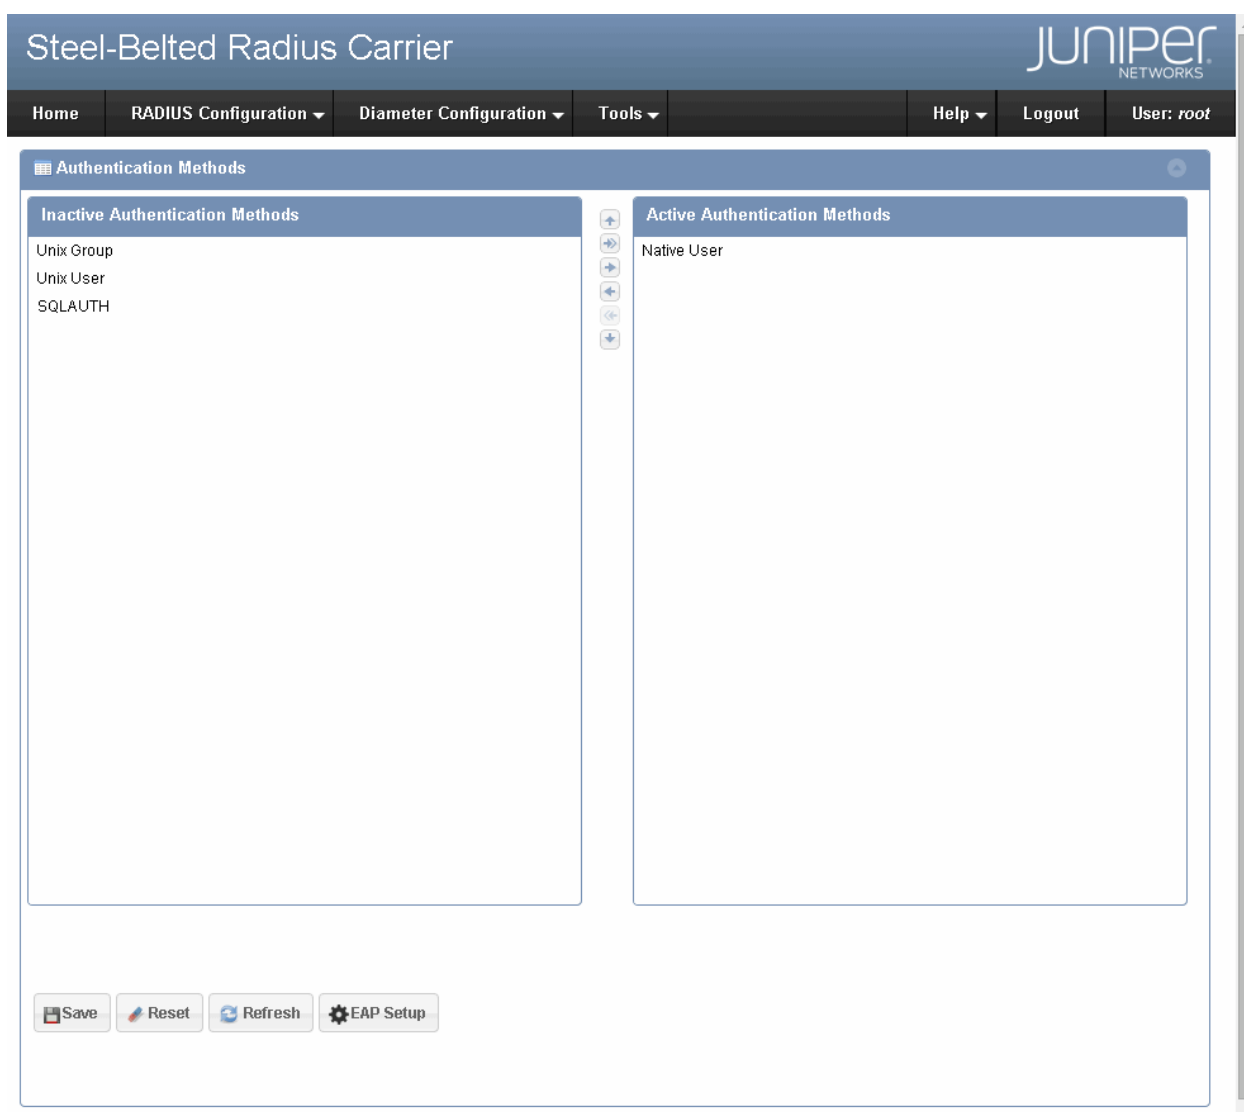 Steel-Belted Radius Carrier
JUNIPER
NETWORKS
Home RADIUS Configuration Diameter Configuration Tools Help Logout User: root
Authentication Methods
Inactive Authentication Methods
Unix Group
Unix User
SQLAUTH
Active Authentication Methods
Native User
Save Reset Refresh EAP Setup